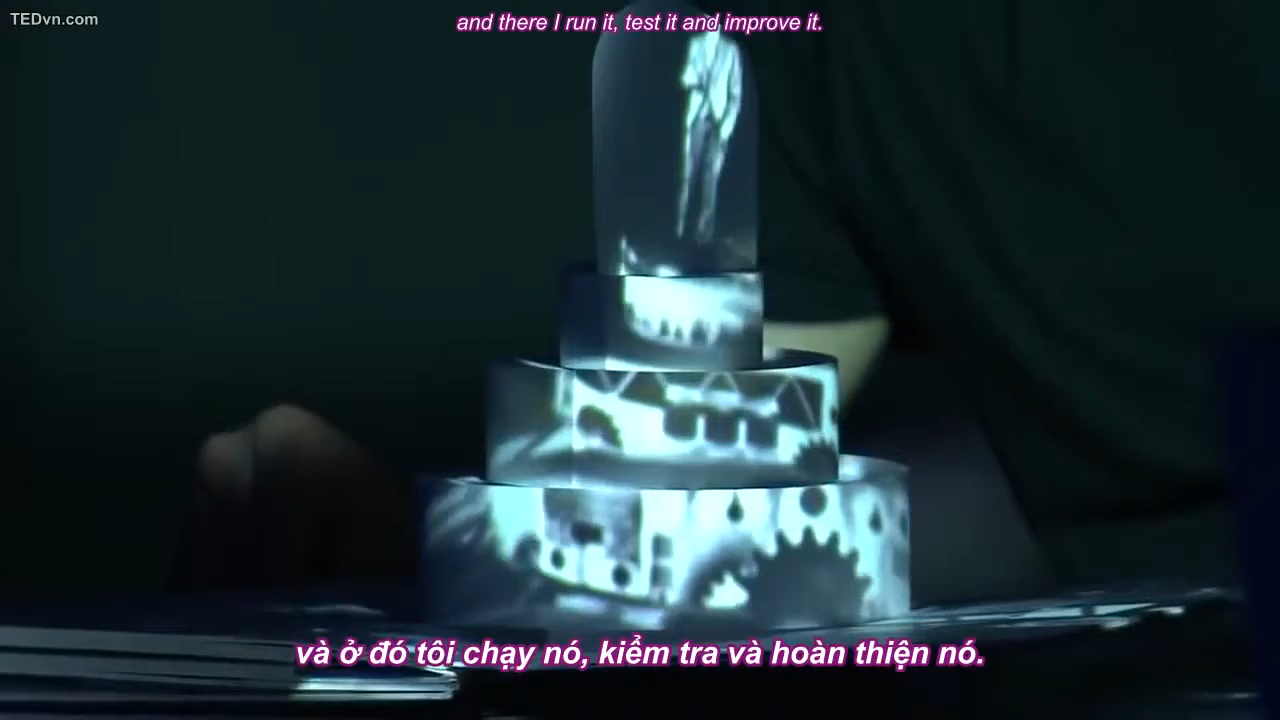 TEDvn.com
and there I run it, test it and improve it.
và ở đó tôi chạy nó, kiểm tra và hoàn thiện nó.